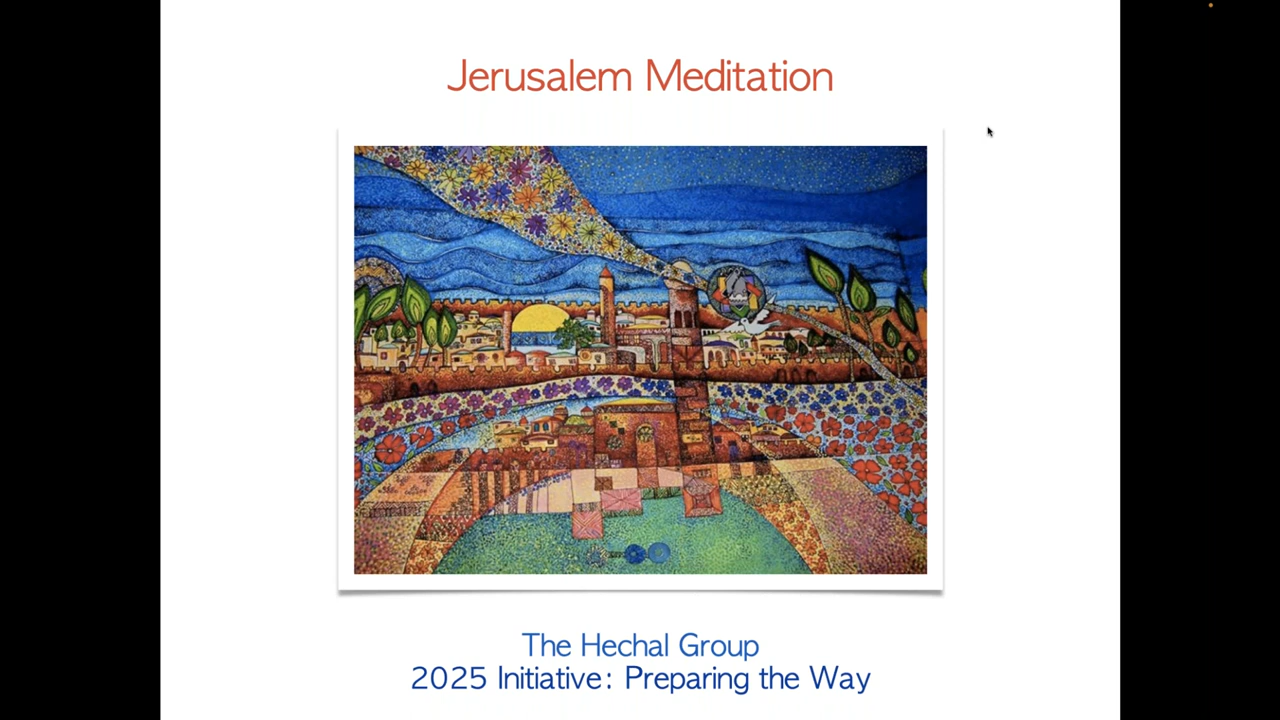 Jerusalem Meditation
The Hechal Group
2025 Initiative: Preparing the Way